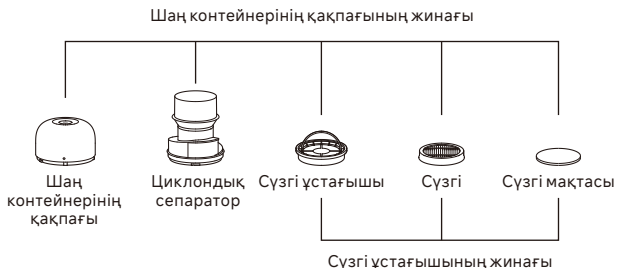 Шаң контейнерінің қақпағының жинағы
Шаң
контейнерінің
қақпағы
Циклондық
сепаратор
Сүзгі ұстағышы
Сүзгі
Сүзгі мақтасы
Сүзгі ұстағышының жинағы